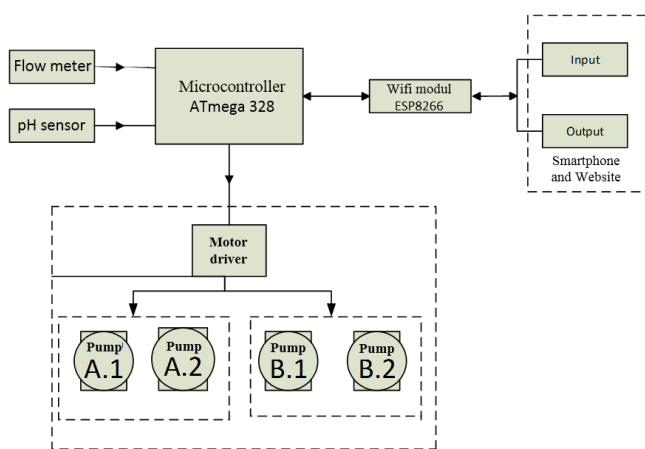 Flow meter
pH sensor
Microcontroller
ATmega 328
Wifi modul
ESP8266
Input
Output
Smartphone
and Website
Motor
driver
Pump
A.1
Pump
A.2
Pump
B.1
Pump
B.2